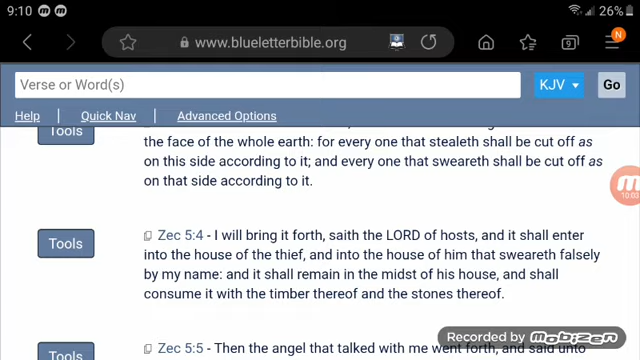 9:10
26%
www.blueletterbible.org
9
N
Verse or Word(s)
KJV
Go
Help | Quick Nav | Advanced Options
Tools
the face of the whole earth: for every one that stealeth shall be cut off as
on this side according to it; and every one that sweareth shall be cut off as
on that side according to it.
10:03
Tools
Zec 5:4 - I will bring it forth, saith the LORD of hosts, and it shall enter
into the house of the thief, and into the house of him that sweareth falsely
by my name: and it shall remain in the midst of his house, and shall
consume it with the timber thereof and the stones thereof.
Recorded by mobizen
Tools
Zec 5:5 - Then the angel that talked with me went forth, and said unto